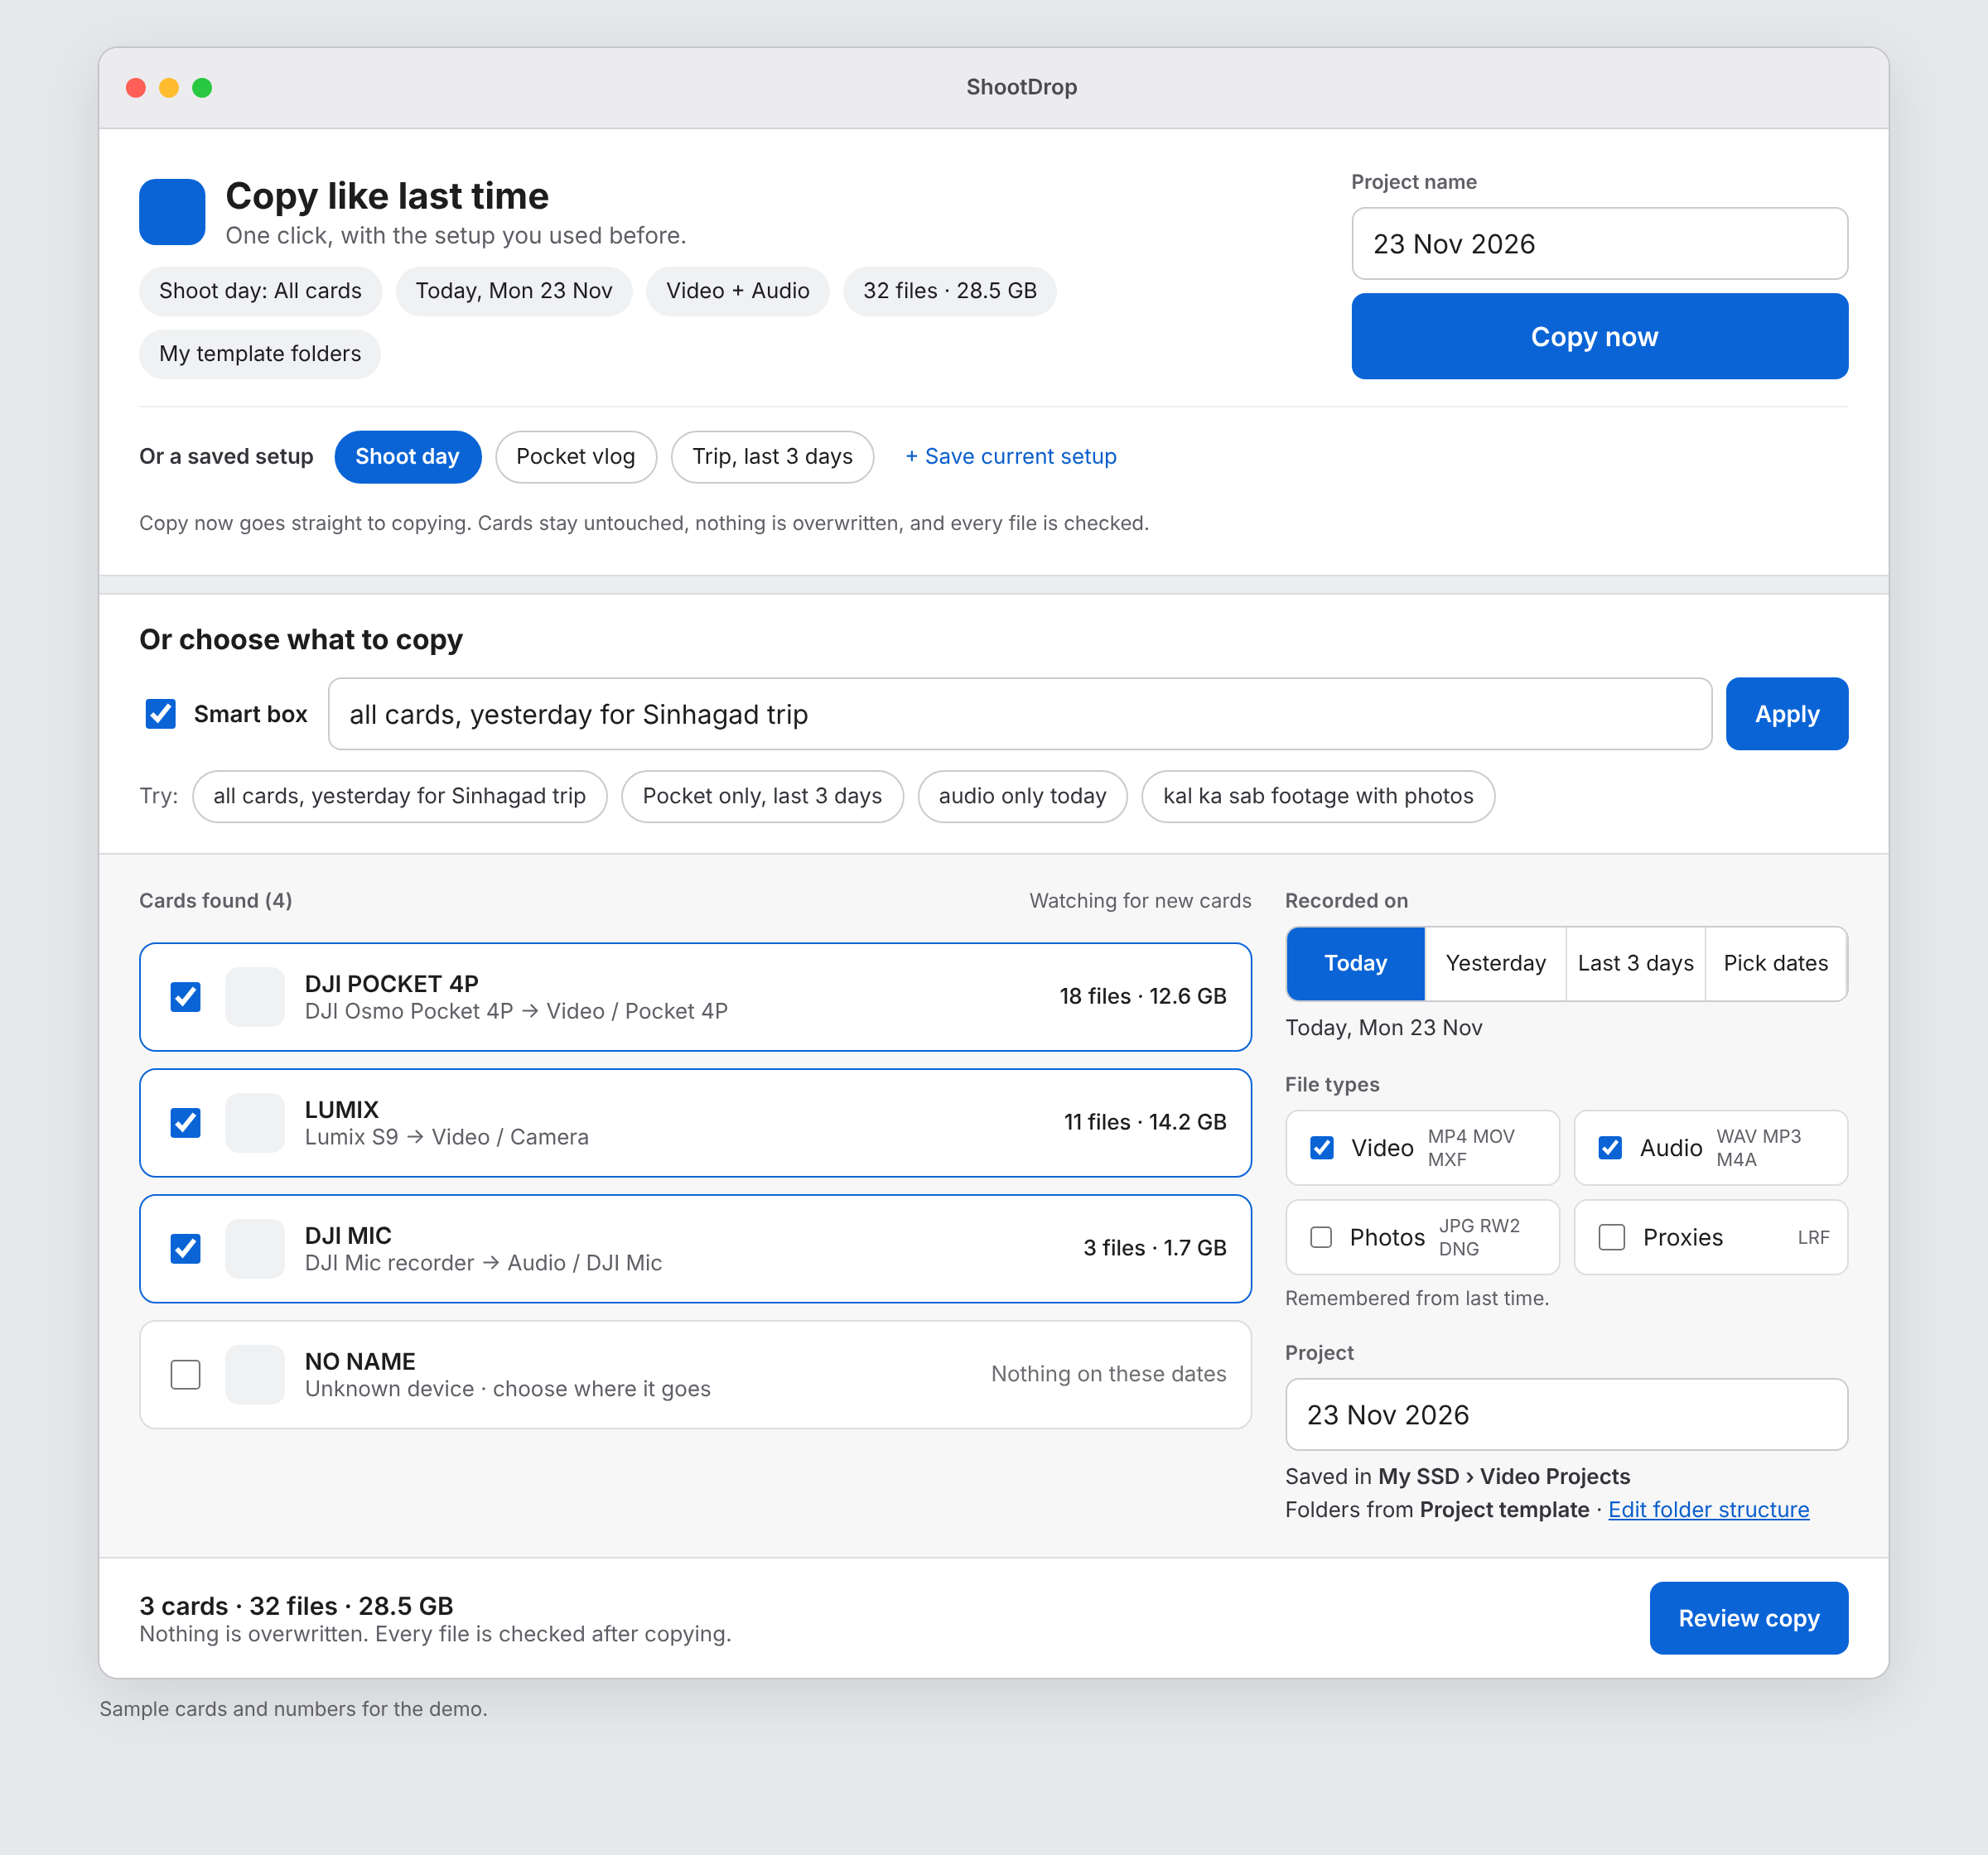 ShootDrop
Copy like last time
One click, with the setup you used before.
Shoot day: All cards
Today, Mon 23 Nov
Video + Audio
32 files · 28.5 GB
My template folders
Project name
23 Nov 2026
Copy now
Or a saved setup
Shoot day
Pocket vlog
Trip, last 3 days
+ Save current setup
Copy now goes straight to copying. Cards stay untouched, nothing is overwritten, and every file is checked.
Or choose what to copy
Smart box
all cards, yesterday for Sinhagad trip
Apply
Try:
all cards, yesterday for Sinhagad trip
Pocket only, last 3 days
audio only today
kal ka sab footage with photos
Cards found (4)
Watching for new cards
DJI POCKET 4P
DJI Osmo Pocket 4P → Video / Pocket 4P
18 files · 12.6 GB
LUMIX
Lumix S9 → Video / Camera
11 files · 14.2 GB
DJI MIC
DJI Mic recorder → Audio / DJI Mic
3 files · 1.7 GB
NO NAME
Unknown device · choose where it goes
Nothing on these dates
Recorded on
Today
Yesterday
Last 3 days
Pick dates
Today, Mon 23 Nov
File types
Video
MP4 MOV
MXF
Audio
WAV MP3
M4A
Photos
JPG RW2
DNG
Proxies
LRF
Remembered from last time.
Project
23 Nov 2026
Saved in My SSD › Video Projects
Folders from Project template · Edit folder structure
3 cards · 32 files · 28.5 GB
Nothing is overwritten. Every file is checked after copying.
Review copy
Sample cards and numbers for the demo.